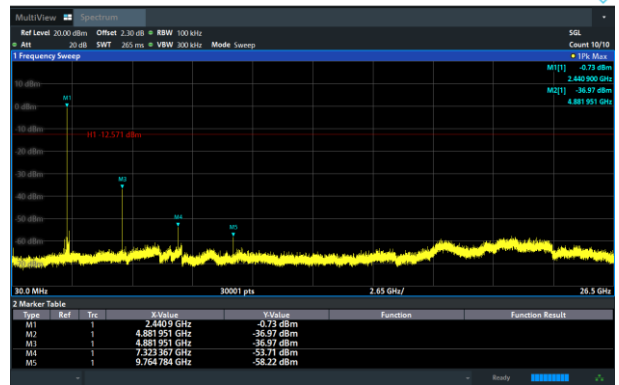 MultiView Spectrum
Ref Level 20.00 dBm Offset 2.30 dB RBW 100 kHz SGL
Att 20 dB SWT 265 ms VBW 300 kHz Mode Sweep Count 10/10
1 Frequency Sweep 1Pk Max
M1[1] -0.73 dBm
2.440 900 GHz
10 dBm M2[1] -36.97 dBm
4.881 951 GHz
M1
0 dBm
-10 dBm
H1 -12.571 dBm
-20 dBm
-30 dBm
M3
-40 dBm
M4
-50 dBm
M5
-60 dBm
30.0 MHz 30001 pts 2.65 GHz/ 26.5 GHz
2 Marker Table
Type Ref Trc X-Value Y-Value Function Function Result
M1 1 2.440 9 GHz -0.73 dBm
M2 1 4.881 951 GHz -36.97 dBm
M3 1 4.881 951 GHz -36.97 dBm
M4 1 7.323 367 GHz -53.71 dBm
M5 1 9.764 784 GHz -58.22 dBm
Ready